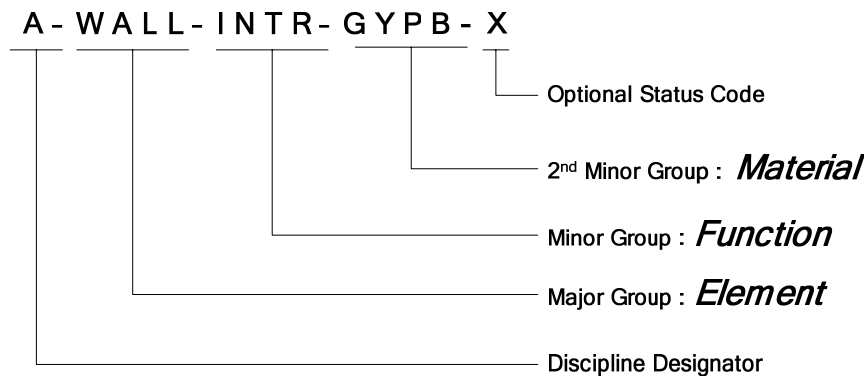 A-WALL-INTR-GYPB-X
Optional Status Code
2nd Minor Group : Material
Minor Group : Function
Major Group : Element
Discipline Designator